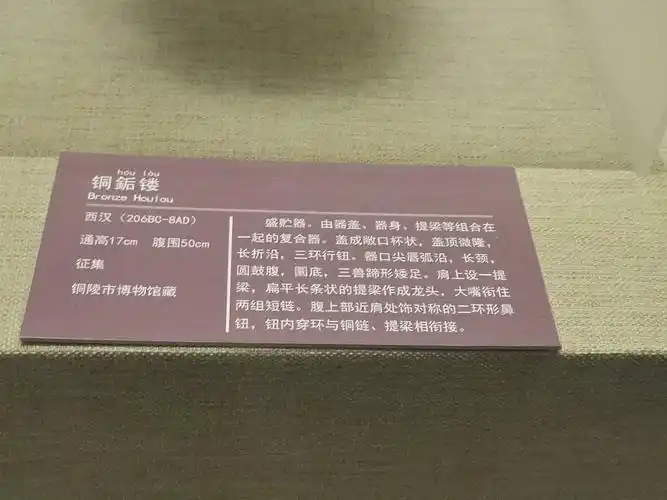 hóu lòu
铜鉐镂
Bronze Houlou
西汉（206BC-8AD）
通高17cm 腹围50cm
征集
铜陵市博物馆藏
盛贮器。由器盖、器身、提梁等组合在
一起的复合器。盖成敞口杯状，盖顶微隆，
长折沿，三环行钮。器口尖唇弧沿，长颈，
圆鼓腹，圜底，三兽蹄形矮足。肩上设一提
梁，扁平长条状的提梁作成龙头，大嘴衔住
两组短链。腹上部近肩处饰对称的二环形鼻
钮，钮内穿环与铜链、提梁相衔接。